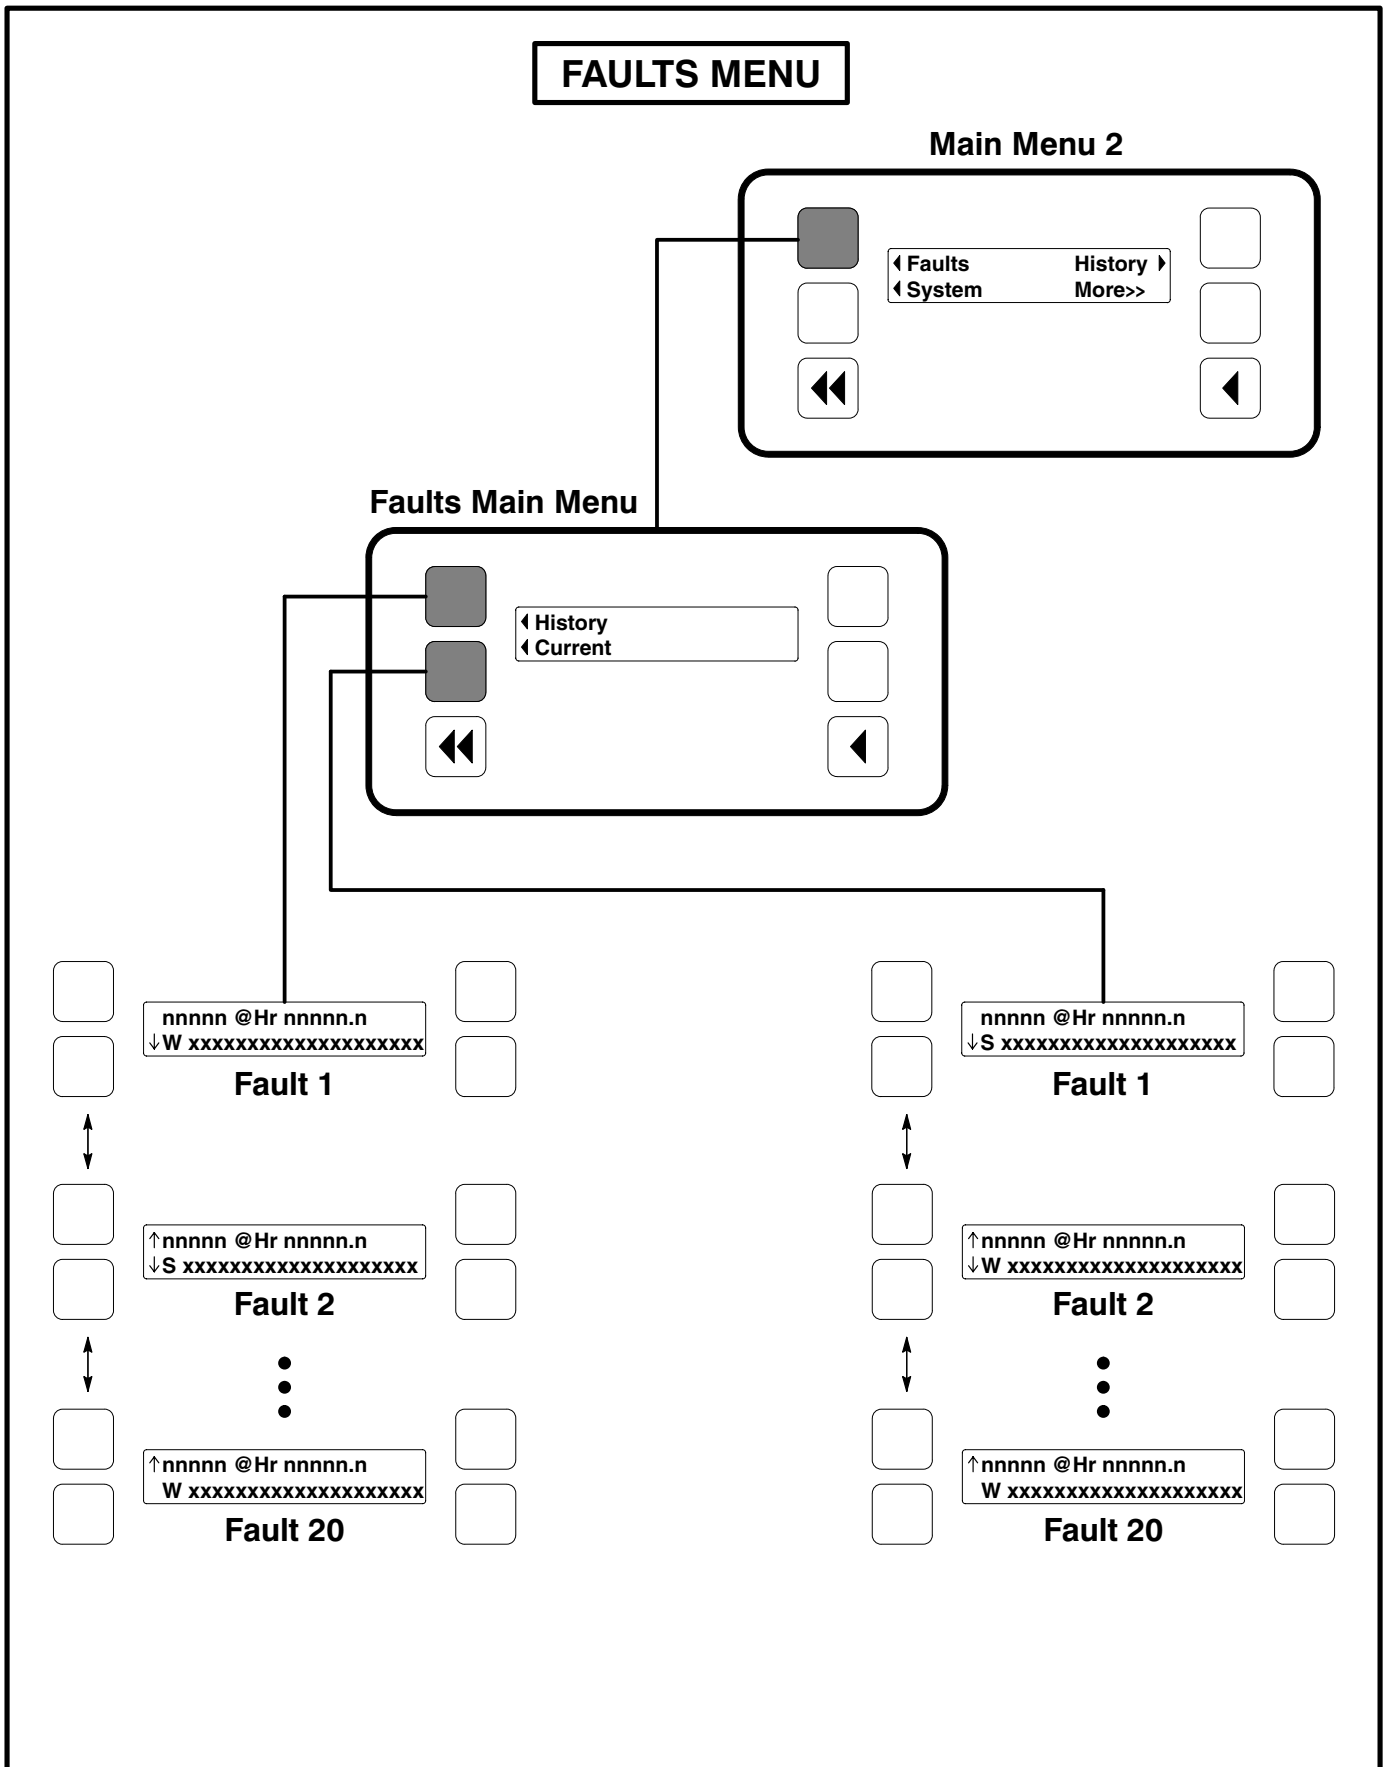 FAULTS MENU
Main Menu 2
Faults History
System More>>
Faults Main Menu
History
Current
nnnnn @Hr nnnnn.n
↓W xxxxxxxxxxxxxxxxxxxx
Fault 1
↑nnnnn @Hr nnnnn.n
↓S xxxxxxxxxxxxxxxxxxxx
Fault 2
↑nnnnn @Hr nnnnn.n
W xxxxxxxxxxxxxxxxxxxx
Fault 20
nnnnn @Hr nnnnn.n
↓S xxxxxxxxxxxxxxxxxxxx
Fault 1
↑nnnnn @Hr nnnnn.n
↓W xxxxxxxxxxxxxxxxxxxx
Fault 2
↑nnnnn @Hr nnnnn.n
W xxxxxxxxxxxxxxxxxxxx
Fault 20